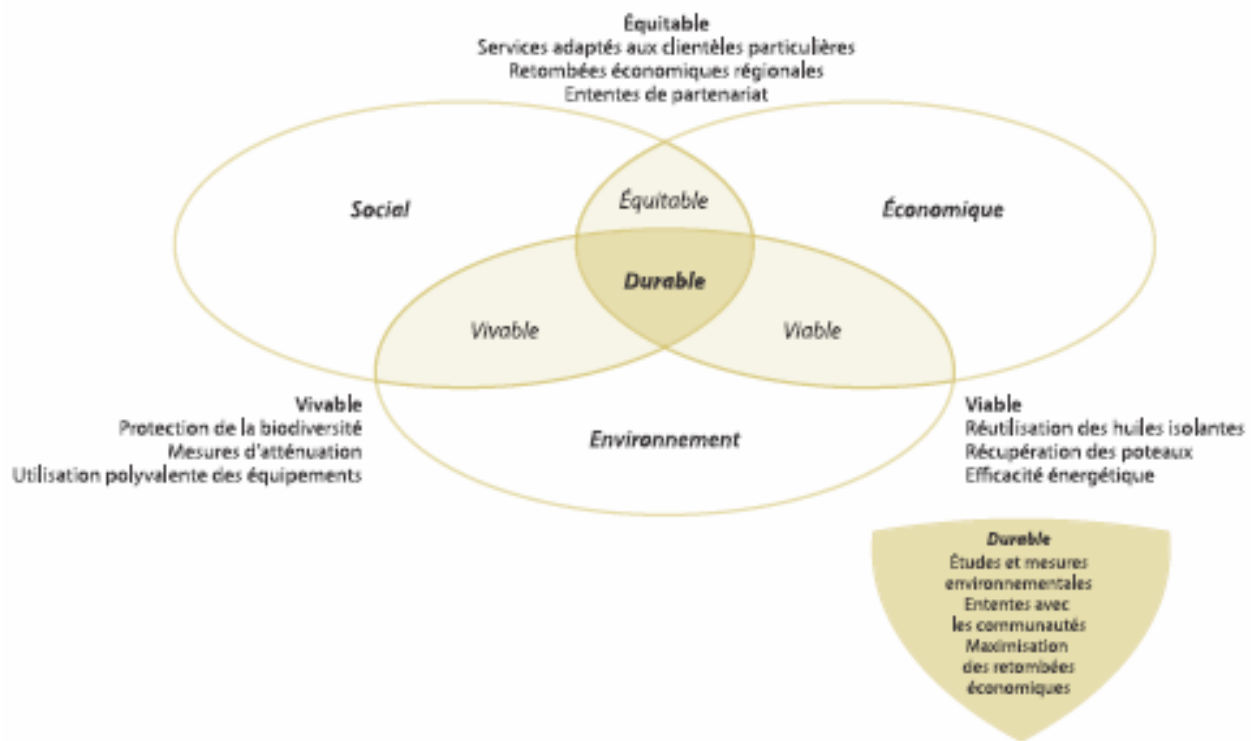 Équitable
Services adaptés aux clientèles particulières
Retombées économiques régionales
Ententes de partenariat
Social
Équitable
Économique
Durable
Vivable
Viable
Environnement
Vivable
Protection de la biodiversité
Mesures d'atténuation
Utilisation polyvalente des équipements
Viable
Réutilisation des huiles isolantes
Récupération des poteaux
Efficacité énergétique
Durable
Études et mesures
environnementales
Ententes avec
les communautés
Maximisation
des retombées
économiques